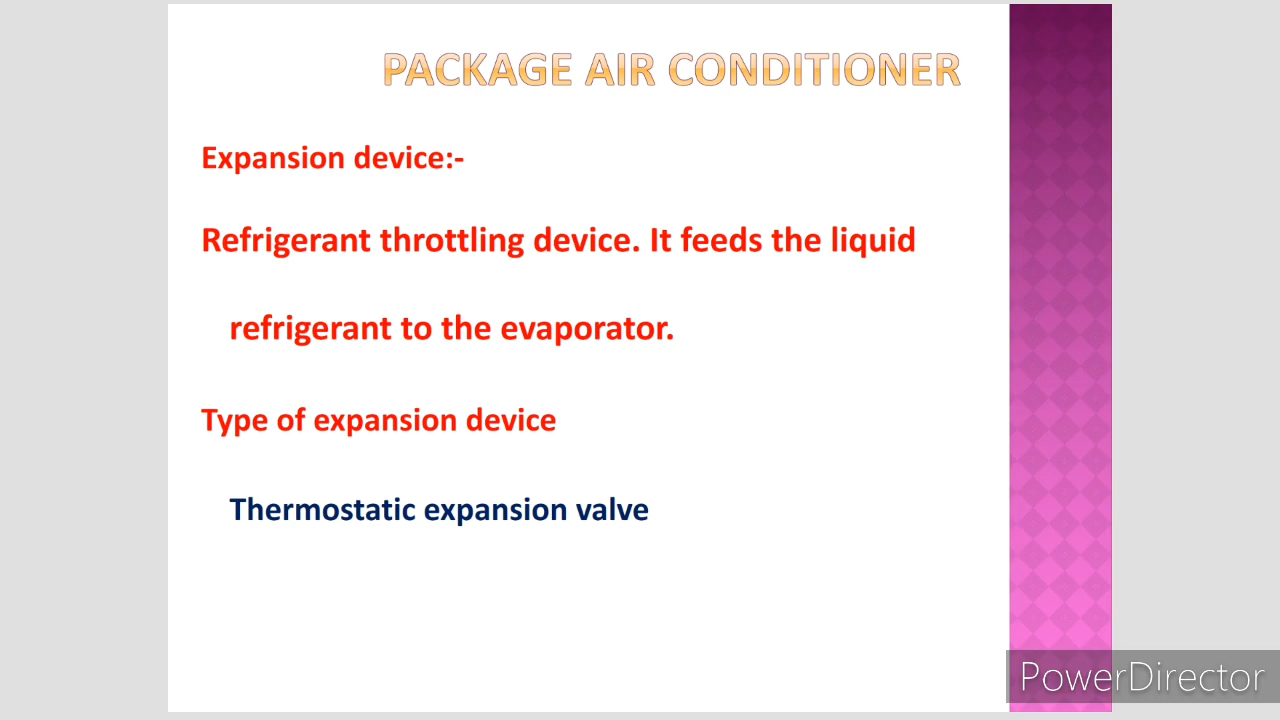 PACKAGE AIR CONDITIONER
Expansion device:-
Refrigerant throttling device. It feeds the liquid
refrigerant to the evaporator.
Type of expansion device
Thermostatic expansion valve
PowerDirector